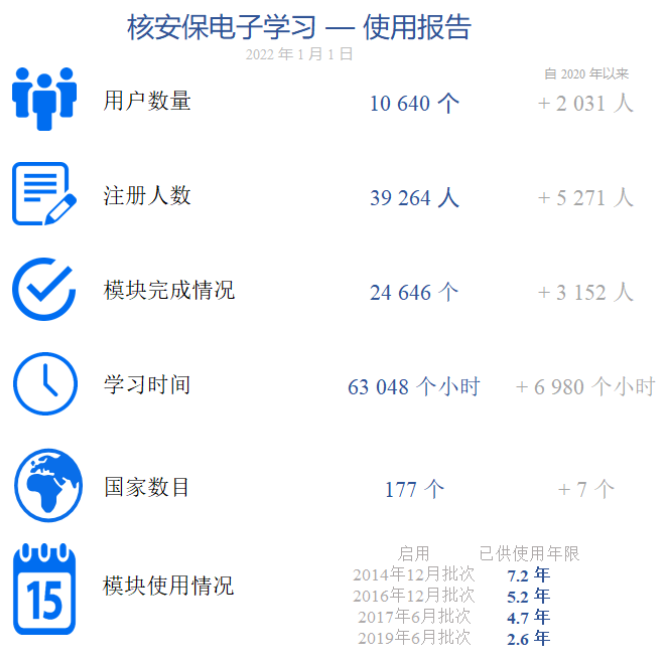 核安保电子学习 — 使用报告
2022 年 1 月 1 日
自 2020 年以来
用户数量 10 640 个 + 2 031 人
注册人数 39 264 人 + 5 271 人
模块完成情况 24 646 个 + 3 152 人
学习时间 63 048 个小时 + 6 980 个小时
国家数目 177 个 + 7 个
启用 已供使用年限
2014年12月批次 7.2 年
15 模块使用情况
2016年12月批次 5.2 年
2017年6月批次 4.7 年
2019年6月批次 2.6 年